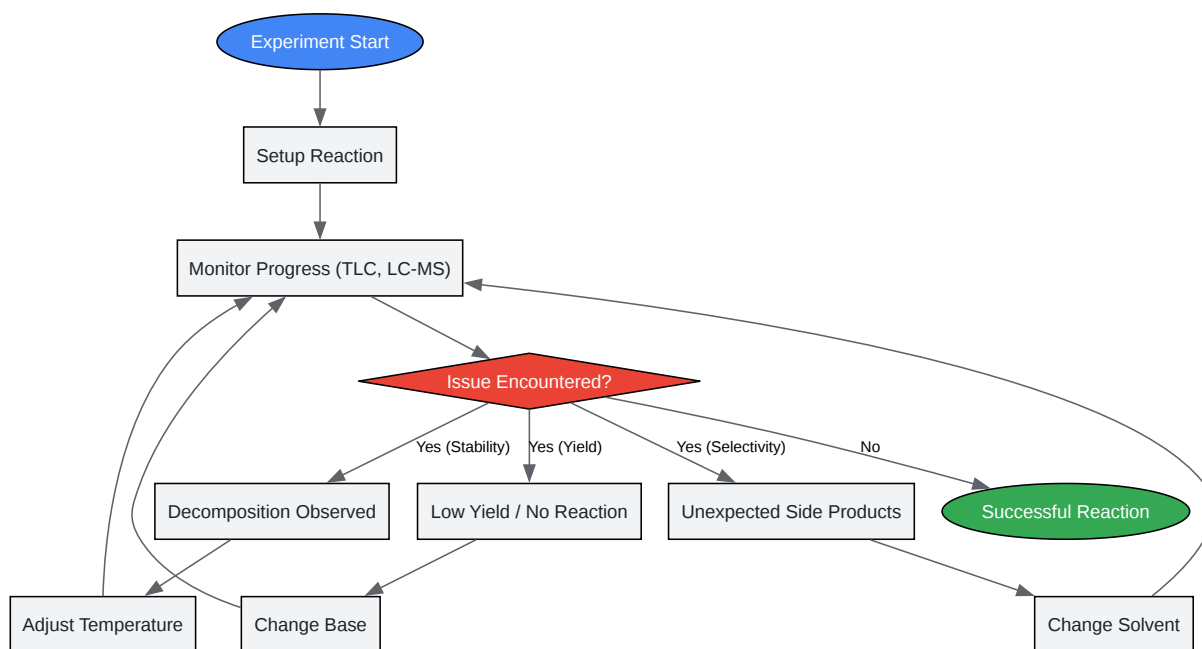 Experiment Start
Setup Reaction
Monitor Progress (TLC, LC-MS)
Issue Encountered?
Yes (Stability)
Yes (Yield)
Yes (Selectivity)
No
Decomposition Observed
Low Yield / No Reaction
Unexpected Side Products
Successful Reaction
Adjust Temperature
Change Base
Change Solvent